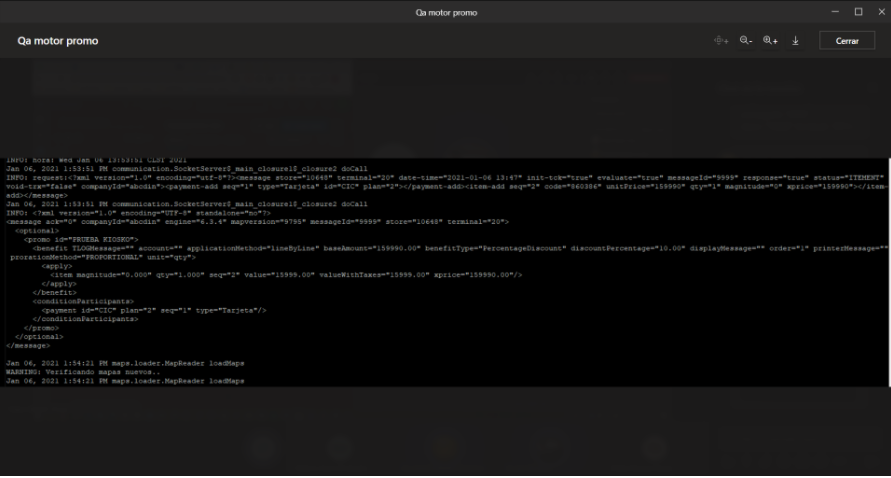 Qa motor promo
Qa motor promo
Cerrar
INFO: hora: Wed Jan 06 13:53:51 CLST 2021
Jan 06, 2021 1:53:51 PM communication.SocketServer$_main_closure1$_closure2 doCall
INFO: request:<?xml version="1.0" encoding="utf-8"?><message store="10648" terminal="20" date-time="2021-01-06 13:47" init-tck="true" evaluate="true" messageId="9999" response="true" status="ITEMENT"
void-trx="false" companyId="abcdin"><payment-add seq="1" type="Tarjeta" id="CIC" plan="2"></payment-add><item-add seq="2" code="860386" unitPrice="159990" qty="1" magnitude="0" xprice="159990"></item-
add></message>
Jan 06, 2021 1:53:51 PM communication.SocketServer$_main_closure1$_closure2 doCall
INFO: <?xml version="1.0" encoding="UTF-8" standalone="no"?>
<message ack="0" companyId="abcdin" engine="6.3.4" mapversion="9795" messageId="9999" store="10648" terminal="20">
<optional>
<promo id="PRUEBA KIOSKO">
<benefit TLOGMessage="" account="" applicationMethod="lineByLine" baseAmount="159990.00" benefitType="PercentageDiscount" discountPercentage="10.00" displayMessage="" order="1" printerMessage=""
prorationMethod="PROPORTIONAL" unit="qty">
<apply>
<item magnitude="0.000" qty="1.000" seq="2" value="15999.00" valueWithTaxes="15999.00" xprice="159990.00"/>
</apply>
</benefit>
<conditionParticipants>
<payment id="CIC" plan="2" seq="1" type="Tarjeta"/>
</conditionParticipants>
</promo>
</optional>
</message>
Jan 06, 2021 1:54:21 PM maps.loader.MapReader loadMaps
WARNING: Verificando mapas nuevos..
Jan 06, 2021 1:54:21 PM maps.loader.MapReader loadMaps